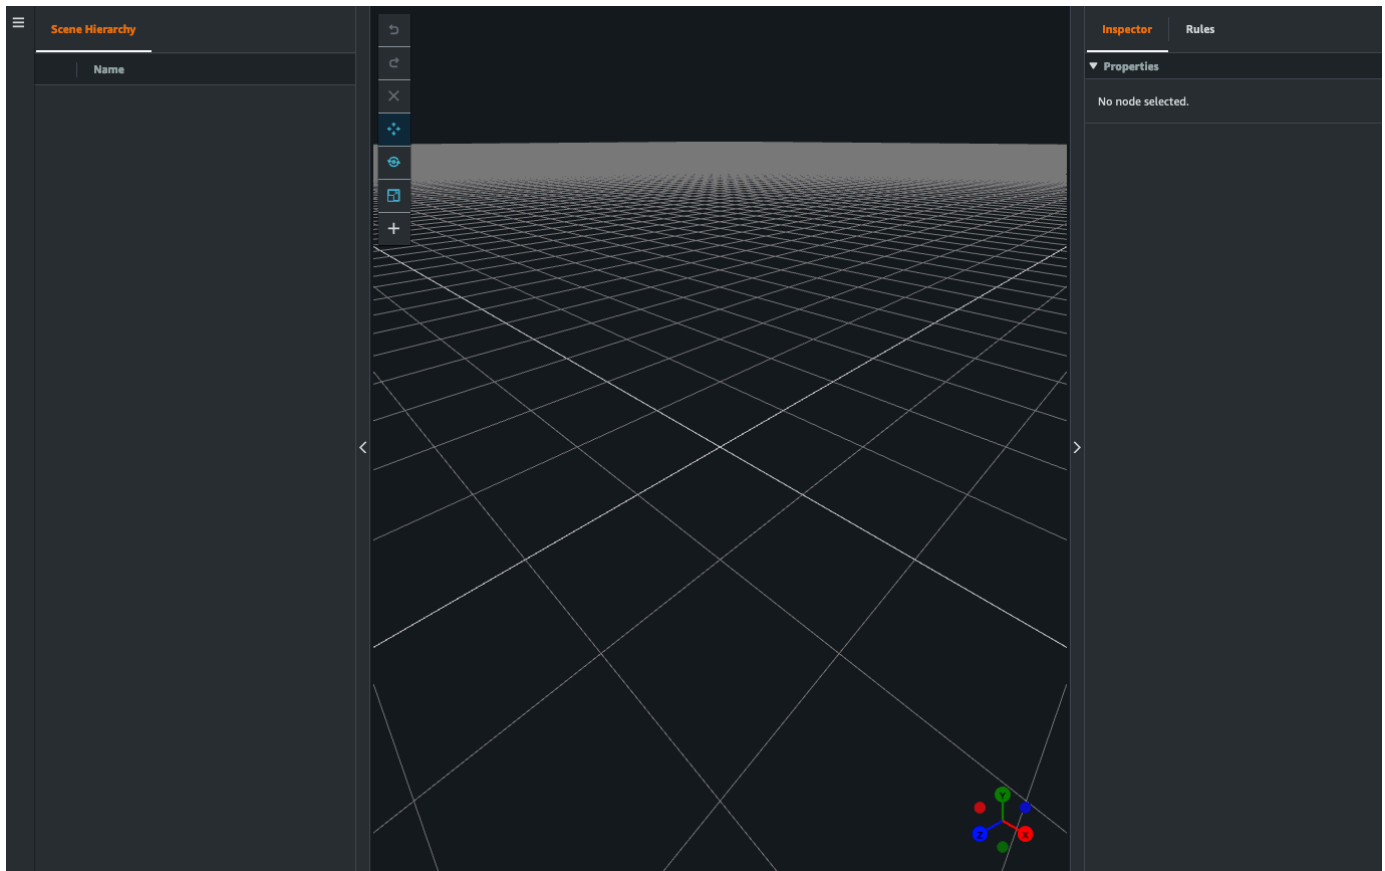 Scene Hierarchy
Name
Inspector
Rules
Properties
No node selected.
Y
Z
X